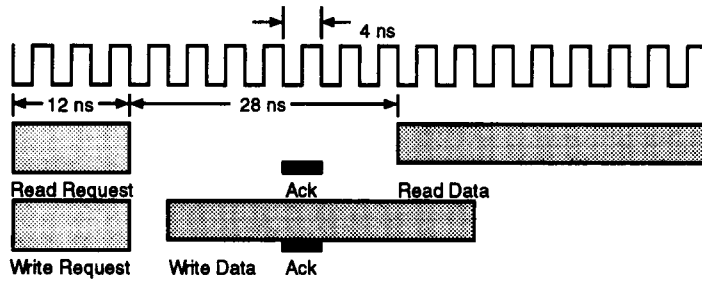 4 ns
12 ns 28 ns
Read Request Ack Read Data
Write Request Write Data Ack